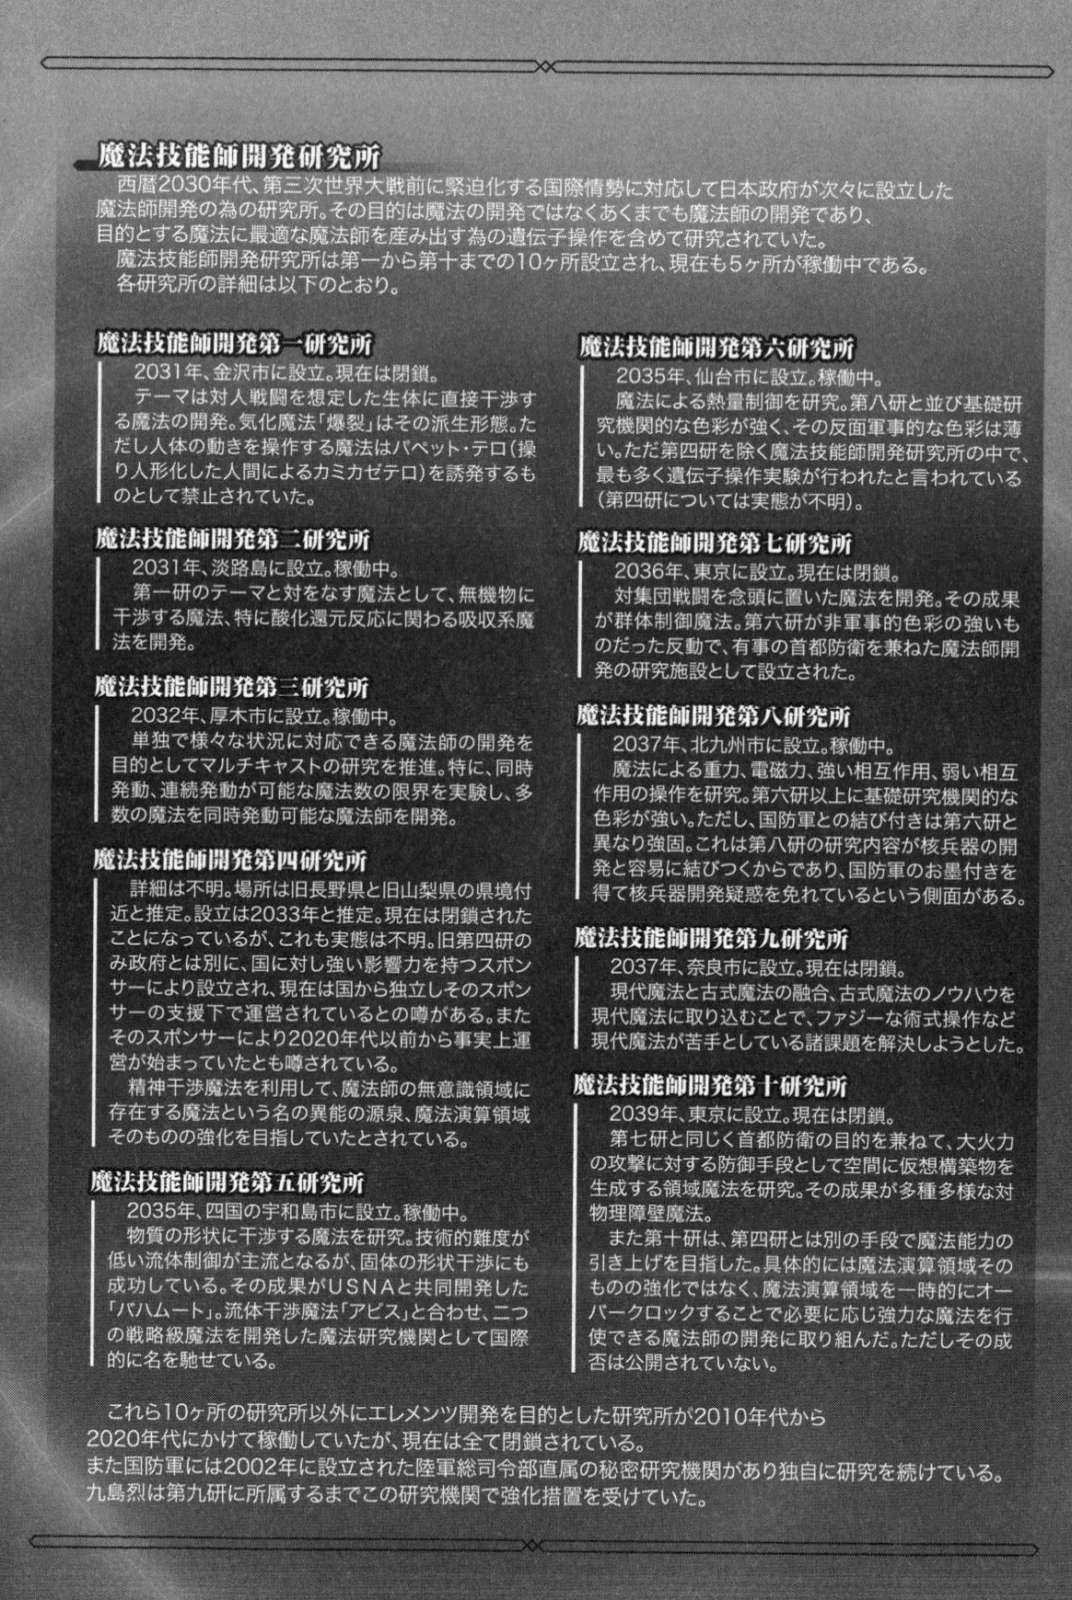 魔法技能師開発研究所
西暦2030年代、第三次世界大戦前に緊迫化する国際情勢に対応して日本政府が次々に設立した
魔法師開発の為の研究所。その目的は魔法の開発ではなくあくまでも魔法師の開発であり、
目的とする魔法に最適な魔法師を産み出す為の遺伝子操作を含めて研究されていた。
魔法技能師開発研究所は第一から第十までの10ヶ所設立され、現在も5ヶ所が稼働中である。
各研究所の詳細は以下のとおり。
魔法技能師開発第一研究所
2031年、金沢市に設立。現在は閉鎖。
テーマは対人戦闘を想定した生体に直接干渉す
る魔法の開発。気化魔法「爆裂」はその派生形態。た
だし人体の動きを操作する魔法はパペット・テロ(操
り人形化した人間によるカミカゼテロ)を誘発するも
のとして禁止されていた。
魔法技能師開発第二研究所
2031年、淡路島に設立。稼働中。
第一研のテーマと対をなす魔法として、無機物に
干渉する魔法、特に酸化還元反応に関わる吸収系魔
法を開発。
魔法技能師開発第三研究所
2032年、厚木市に設立。稼働中。
単独で様々な状況に対応できる魔法師の開発を
目的としてマルチキャストの研究を推進。特に、同時
発動、連続発動が可能な魔法数の限界を実験し、多
数の魔法を同時発動可能な魔法師を開発。
魔法技能師開発第四研究所
詳細は不明。場所は旧長野県と旧山梨県の県境付
近と推定。設立は2033年と推定。現在は閉鎖された
ことになっているが、これも実態は不明。旧第四研の
み政府とは別に、国に対し強い影響力を持つスポン
サーにより設立され、現在は国から独立しそのスポン
サーの支援下で運営されているとの噂がある。また
そのスポンサーにより2020年代以前から事実上運
営が始まっていたとも噂されている。
精神干渉魔法を利用して、魔法師の無意識領域に
存在する魔法という名の異能の源泉、魔法演算領域
そのものの強化を目指していたとされている。
魔法技能師開発第五研究所
2035年、四国の宇和島市に設立。稼働中。
物質の形状に干渉する魔法を研究。技術的難度が
低い流体制御が主流となるが、固体の形状干渉にも
成功している。その成果がUSNAと共同開発した
「バハムート」。流体干渉魔法「アビス」と合わせ、二つ
の戦略級魔法を開発した魔法研究機関として国際
的に名を馳せている。
魔法技能師開発第六研究所
2035年、仙台市に設立。稼働中。
魔法による熱量制御を研究。第八研と並び基礎研
究機関的な色彩が強く、その反面軍事的な色彩は薄
い。ただ第四研を除く魔法技能師開発研究所の中で、
最も多く遺伝子操作実験が行われたと言われている
(第四研については実態が不明)。
魔法技能師開発第七研究所
2036年、東京に設立。現在は閉鎖。
対集団戦闘を念頭に置いた魔法を開発。その成果
が群体制御魔法。第六研が非軍事的色彩の強いも
のだった反動で、有事の首都防衛を兼ねた魔法師開
発の研究施設として設立された。
魔法技能師開発第八研究所
2037年、北九州市に設立。稼働中。
魔法による重力、電磁力、強い相互作用、弱い相互
作用の操作を研究。第六研以上に基礎研究機関的な
色彩が強い。ただし、国防軍との結び付きは第六研と
異なり強固。これは第八研の研究内容が核兵器の開
発と容易に結びつくからであり、国防軍のお墨付きを
得て核兵器開発疑惑を免れているという側面がある。
魔法技能師開発第九研究所
2037年、奈良市に設立。現在は閉鎖。
現代魔法と古式魔法の融合、古式魔法のノウハウを
現代魔法に取り込むことで、ファジーな術式操作など
現代魔法が苦手としている諸課題を解決しようとした。
魔法技能師開発第十研究所
2039年、東京に設立。現在は閉鎖。
第七研と同じく首都防衛の目的を兼ねて、大火力
の攻撃に対する防御手段として空間に仮想構築物を
生成する領域魔法を研究。その成果が多種多様な対
物理障壁魔法。
また第十研は、第四研とは別の手段で魔法能力の
引き上げを目指した。具体的には魔法演算領域そ
のものの強化ではなく、魔法演算領域を一時的にオー
バークロックすることで必要に応じ強力な魔法を行
使できる魔法師の開発に取り組んだ。ただしその成
否は公開されていない。
これら10ヶ所の研究所以外にエレメンツ開発を目的とした研究所が2010年代から
2020年代にかけて稼働していたが、現在は全て閉鎖されている。
また国防軍には2002年に設立された陸軍総司令部直属の秘密研究機関があり独自に研究を続けている。
九島烈は第九研に所属するまでこの研究機関で強化措置を受けていた。